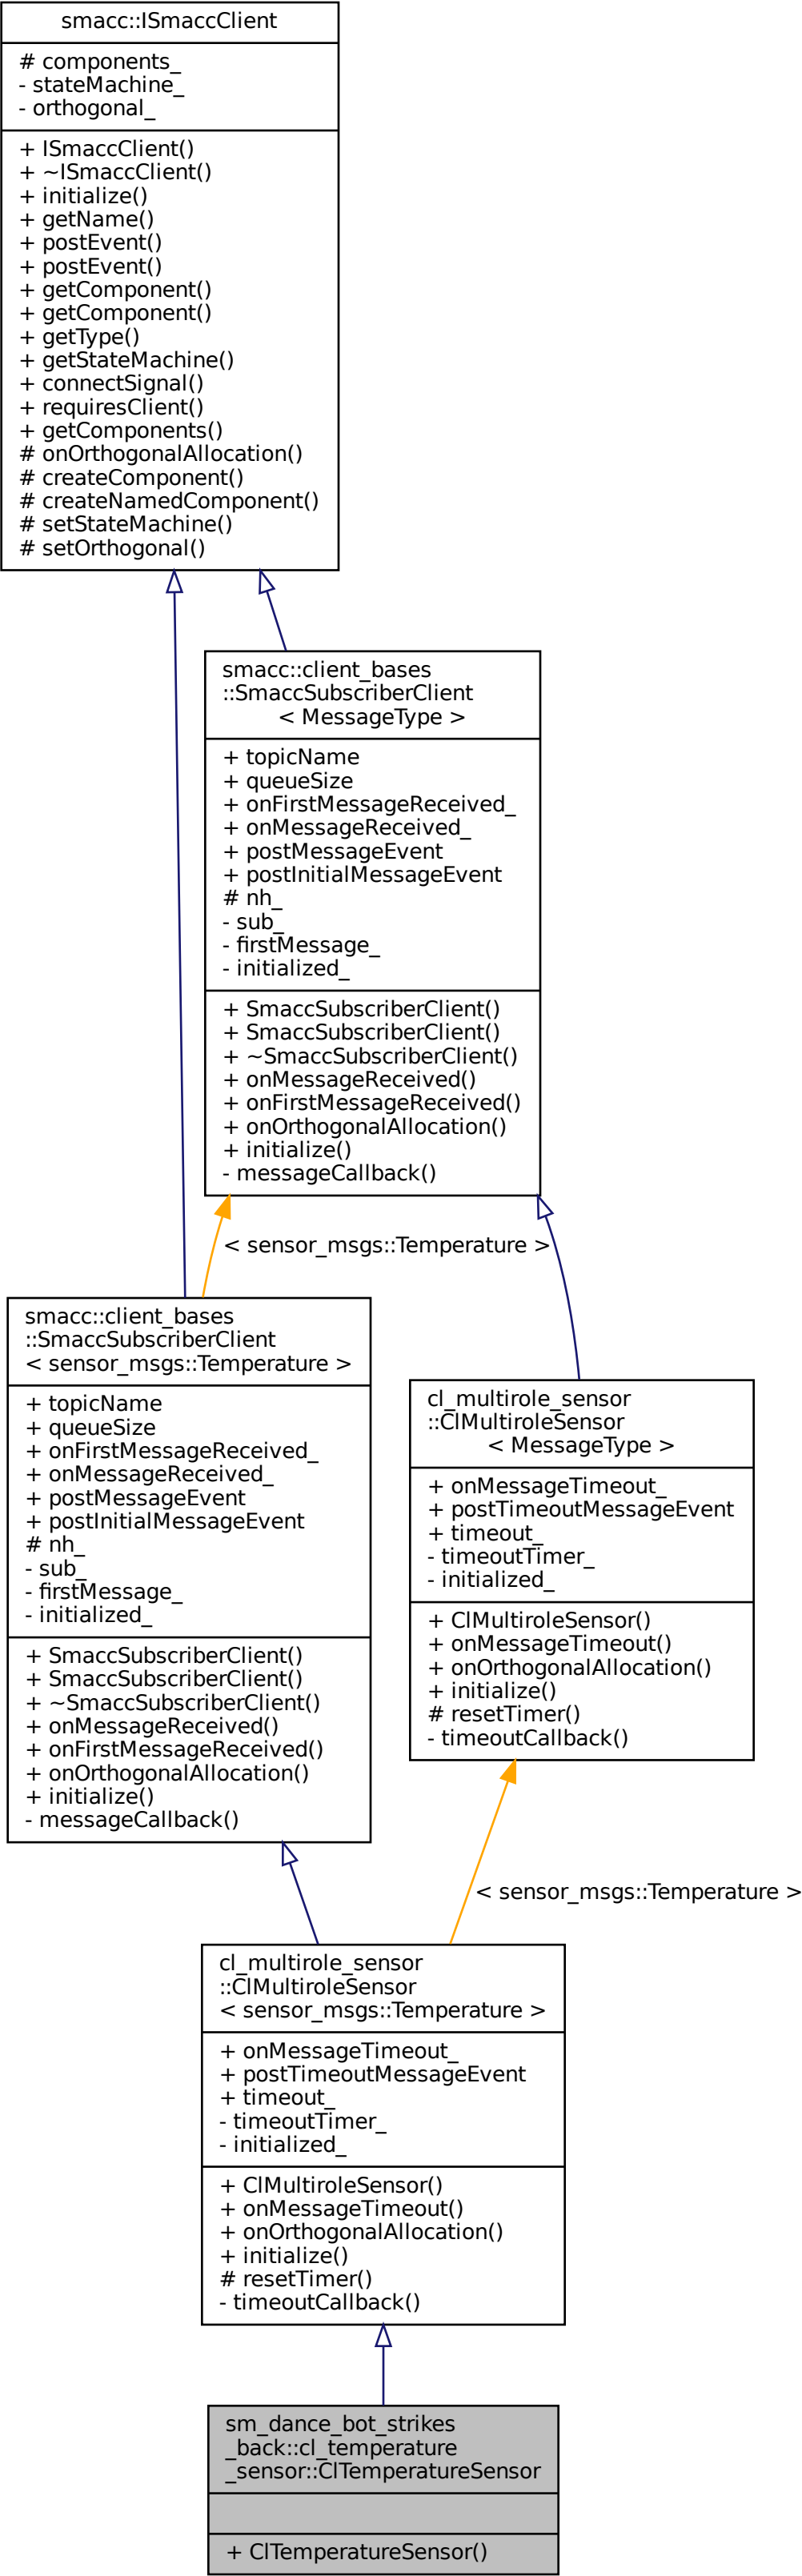 smacc::ISmaccClient
# components_
- stateMachine_
- orthogonal_
+ ISmaccClient()
+ ~ISmaccClient()
+ initialize()
+ getName()
+ postEvent()
+ postEvent()
+ getComponent()
+ getComponent()
+ getType()
+ getStateMachine()
+ connectSignal()
+ requiresClient()
+ getComponents()
# onOrthogonalAllocation()
# createComponent()
# createNamedComponent()
# setStateMachine()
# setOrthogonal()
smacc::client_bases
::SmaccSubscriberClient
< MessageType >
+ topicName
+ queueSize
+ onFirstMessageReceived_
+ onMessageReceived_
+ postMessageEvent
+ postInitialMessageEvent
# nh_
- sub_
- firstMessage_
- initialized_
+ SmaccSubscriberClient()
+ SmaccSubscriberClient()
+ ~SmaccSubscriberClient()
+ onMessageReceived()
+ onFirstMessageReceived()
+ onOrthogonalAllocation()
+ initialize()
- messageCallback()
< sensor_msgs::Temperature >
smacc::client_bases
::SmaccSubscriberClient
< sensor_msgs::Temperature >
+ topicName
+ queueSize
+ onFirstMessageReceived_
+ onMessageReceived_
+ postMessageEvent
+ postInitialMessageEvent
# nh_
- sub_
- firstMessage_
- initialized_
+ SmaccSubscriberClient()
+ SmaccSubscriberClient()
+ ~SmaccSubscriberClient()
+ onMessageReceived()
+ onFirstMessageReceived()
+ onOrthogonalAllocation()
+ initialize()
- messageCallback()
cl_multirole_sensor
::ClMultiroleSensor
< MessageType >
+ onMessageTimeout_
+ postTimeoutMessageEvent
+ timeout_
- timeoutTimer_
- initialized_
+ ClMultiroleSensor()
+ onMessageTimeout()
+ onOrthogonalAllocation()
+ initialize()
# resetTimer()
- timeoutCallback()
< sensor_msgs::Temperature >
cl_multirole_sensor
::ClMultiroleSensor
< sensor_msgs::Temperature >
+ onMessageTimeout_
+ postTimeoutMessageEvent
+ timeout_
- timeoutTimer_
- initialized_
+ ClMultiroleSensor()
+ onMessageTimeout()
+ onOrthogonalAllocation()
+ initialize()
# resetTimer()
- timeoutCallback()
sm_dance_bot_strikes
_back::cl_temperature
_sensor::ClTemperatureSensor
+ ClTemperatureSensor()